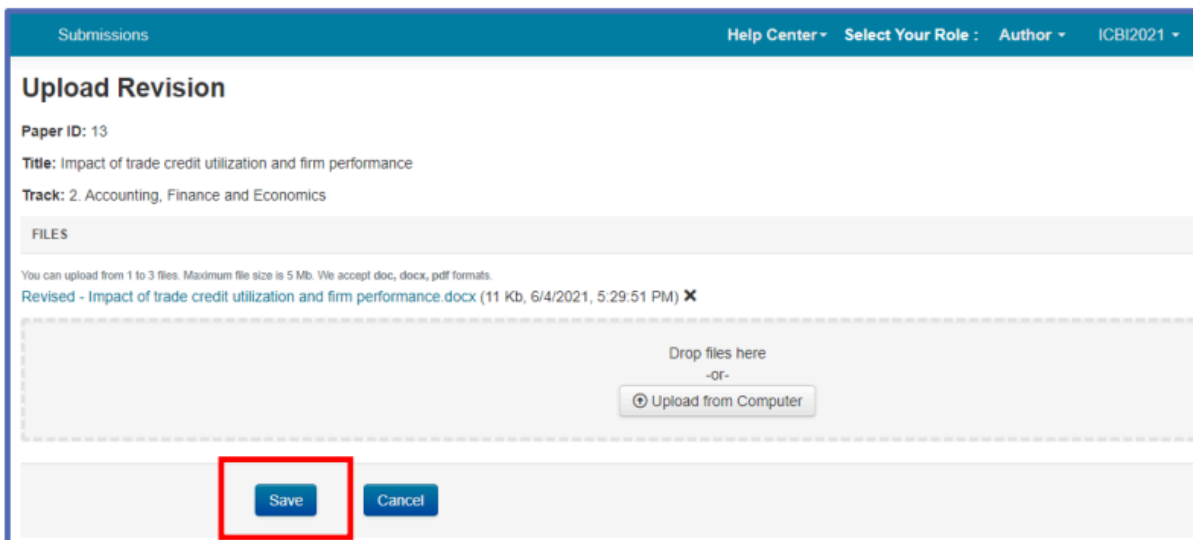 Submissions Help Center Select Your Role : Author ICBI2021
Upload Revision
Paper ID: 13
Title: Impact of trade credit utilization and firm performance
Track: 2. Accounting, Finance and Economics
FILES
You can upload from 1 to 3 files. Maximum file size is 5 Mb. We accept doc, docx, pdf formats.
Revised - Impact of trade credit utilization and firm performance.docx (11 Kb, 6/4/2021, 5:29:51 PM)
Drop files here
-or-
Upload from Computer
Save Cancel